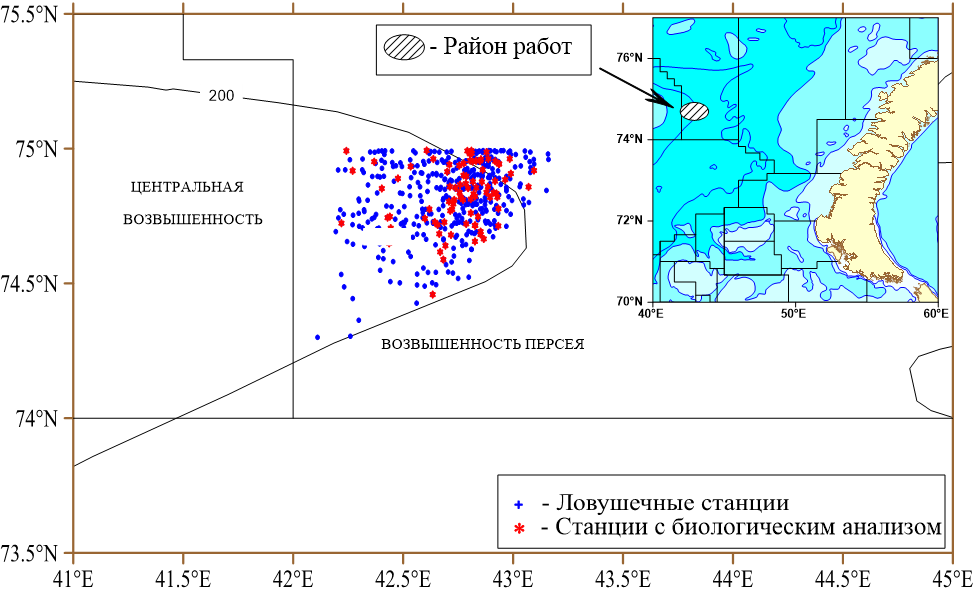 75.5°N
75°N
74.5°N
74°N
73.5°N
41°E
41.5°E
42°E
42.5°E
43°E
43.5°E
44°E
44.5°E
45°E
200
ЦЕНТРАЛЬНАЯ
ВОЗВЫШЕННОСТЬ
ВОЗВЫШЕННОСТЬ ПЕРСЕЯ
- Район работ
76°N
74°N
72°N
70°N
40°E
50°E
60°E
- Ловушечные станции
- Станции с биологическим анализом